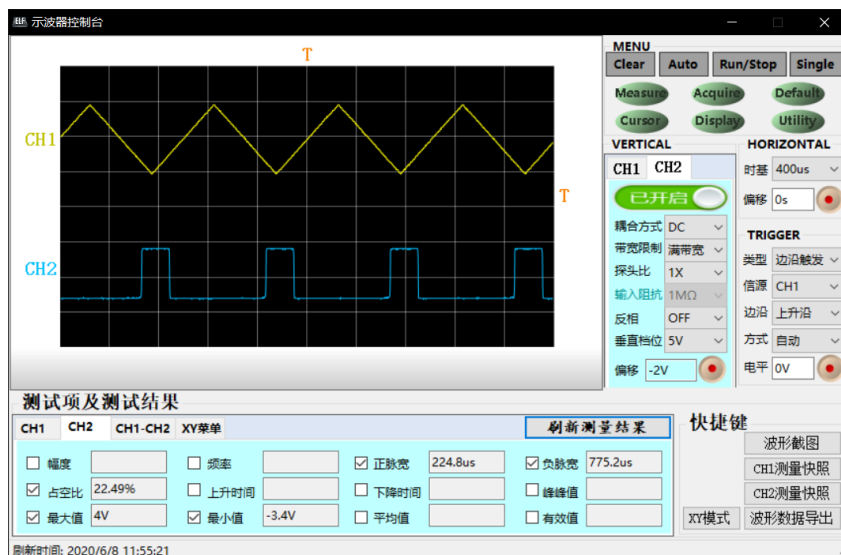 ELF 示波器控制台
T
CH1
T
CH2
MENU
Clear Auto Run/Stop Single
Measure Acquire Default
Cursor Display Utility
VERTICAL
CH1 CH2
已开启
耦合方式 DC
带宽限制 满带宽
探头比 1X
输入阻抗 1MΩ
反相 OFF
垂直档位 5V
偏移 -2V
HORIZONTAL
时基 400us
偏移 0s
TRIGGER
类型 边沿触发
信源 CH1
边沿 上升沿
方式 自动
电平 0V
测试项及测试结果
CH1 CH2 CH1-CH2 XY菜单 刷新测量结果
幅度 频率 正脉宽 224.8us 负脉宽 775.2us
占空比 22.49% 上升时间 下降时间 峰峰值
最大值 4V 最小值 -3.4V 平均值 有效值
快捷键
波形截图
CH1测量快照
CH2测量快照
XY模式 波形数据导出
刷新时间: 2020/6/8 11:55:21